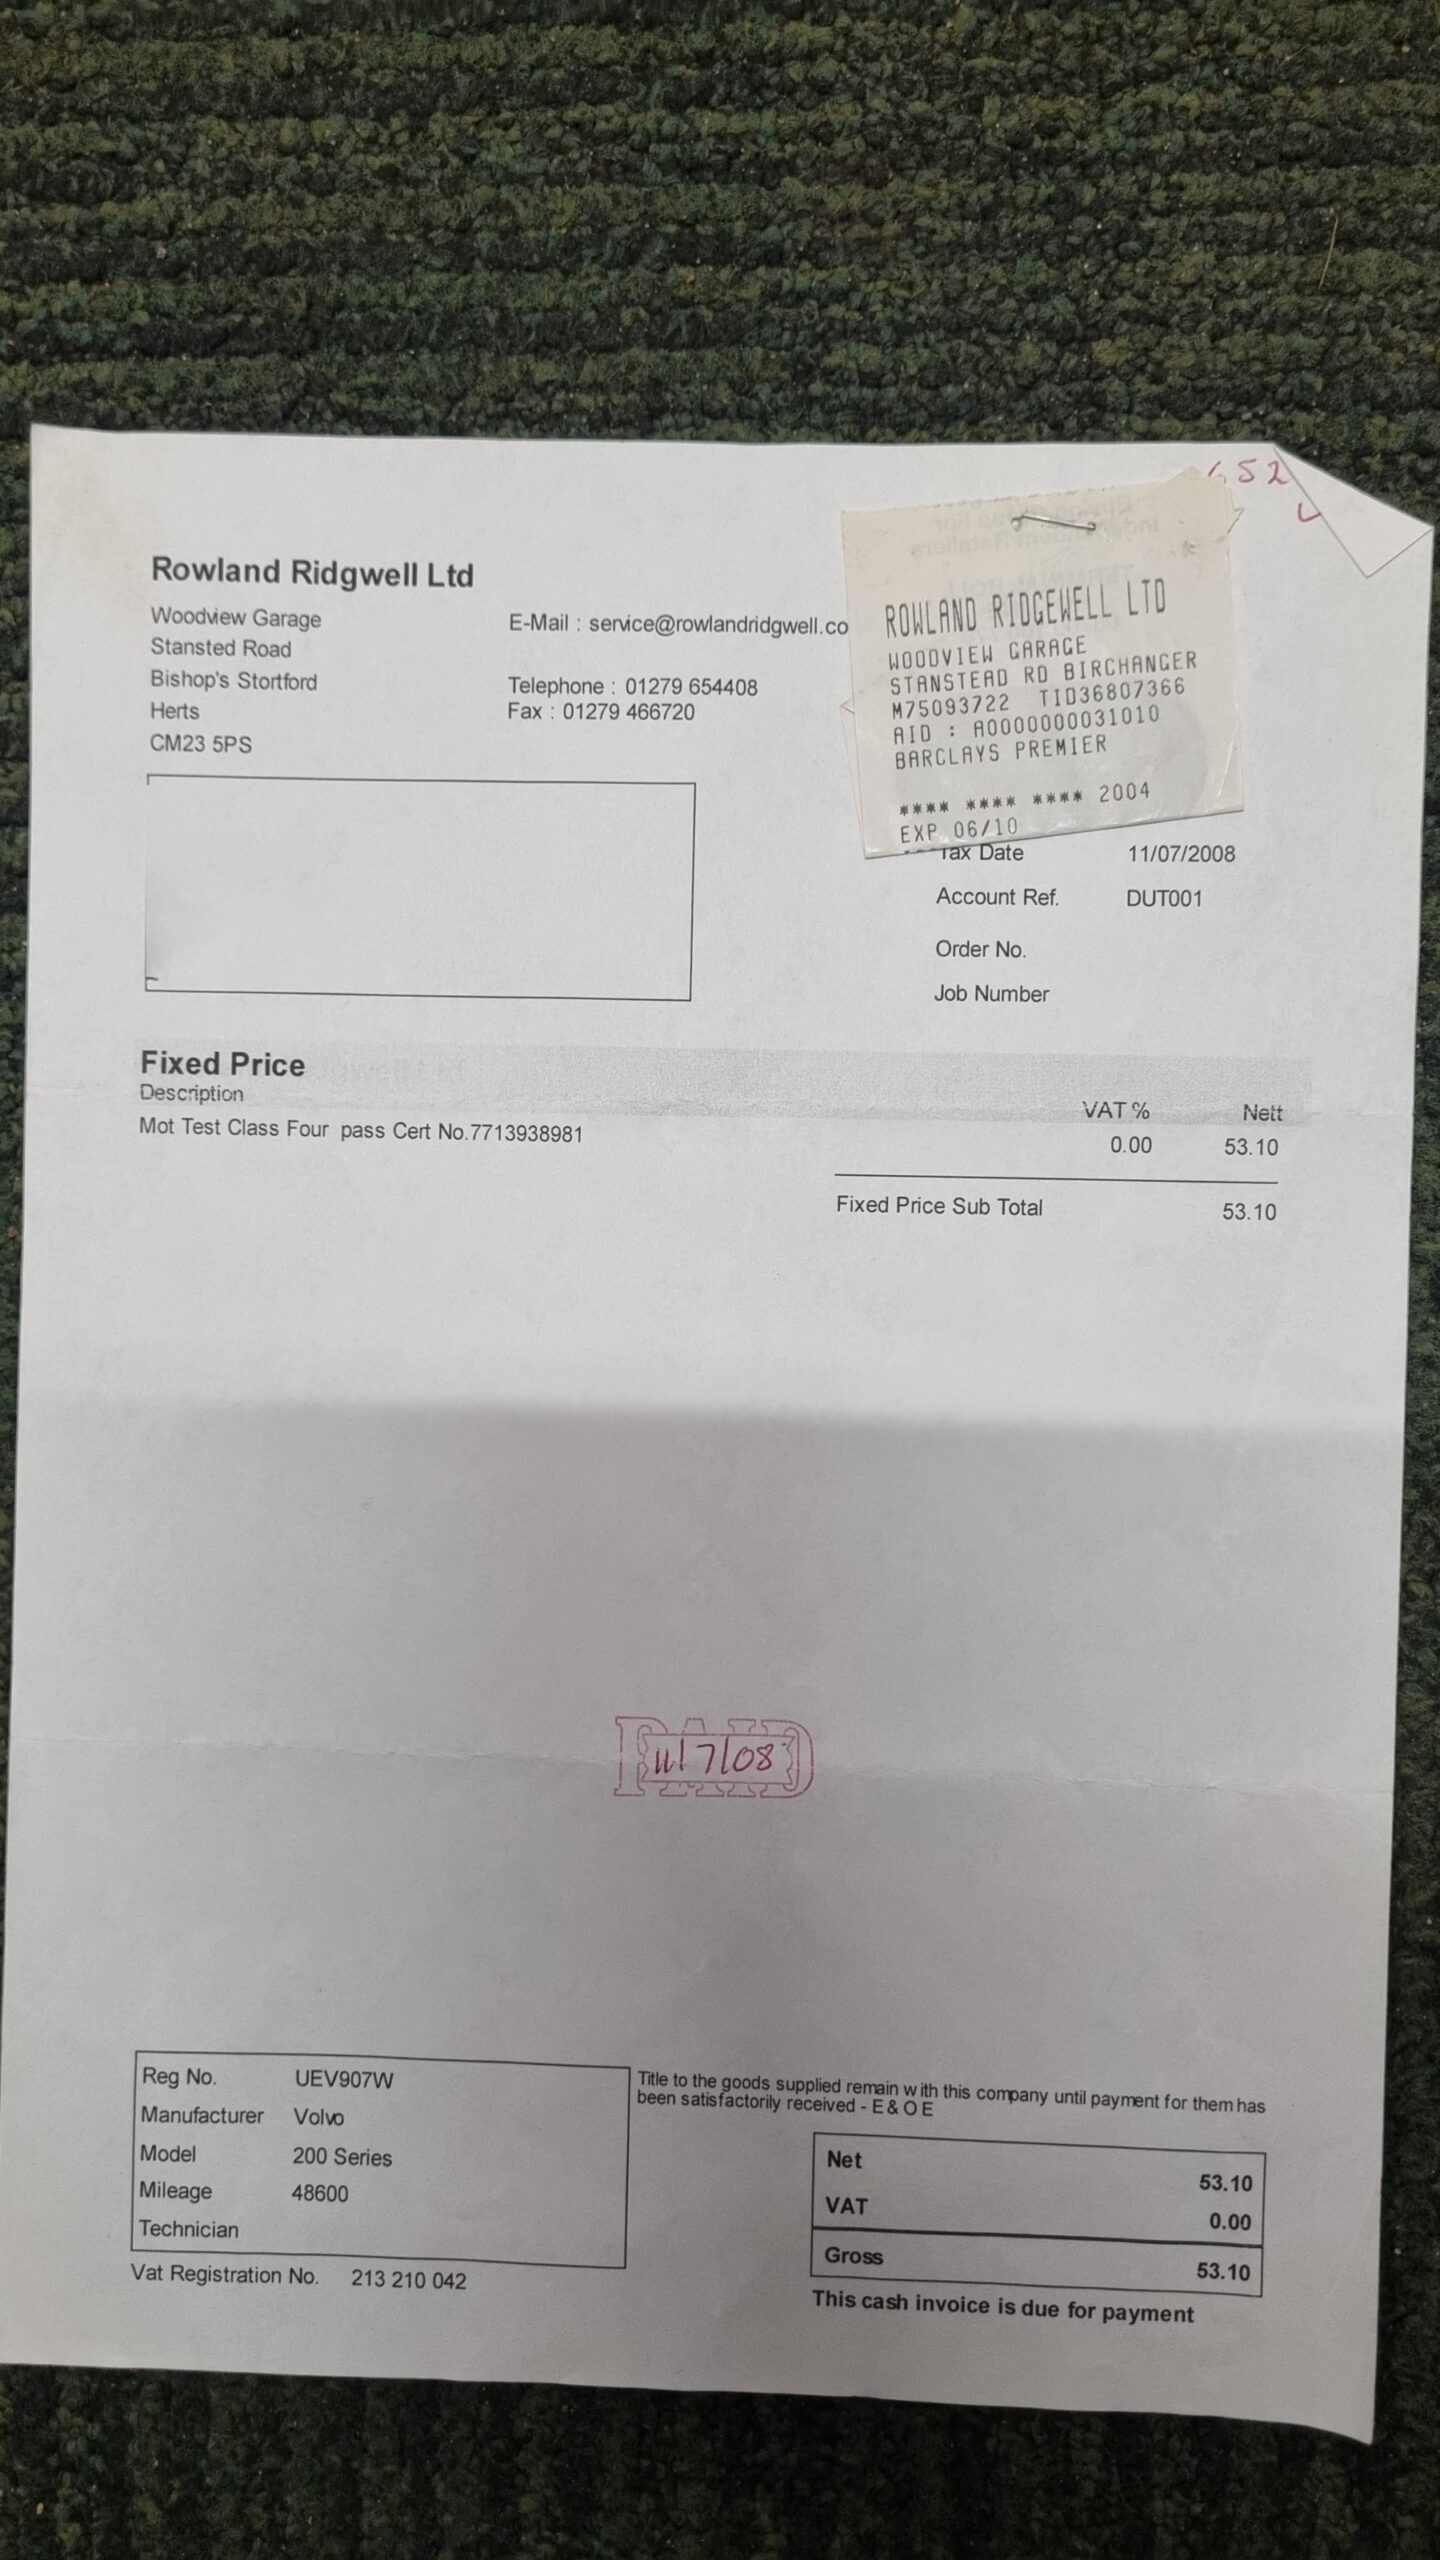 52
Rowland Ridgwell Ltd
Woodview Garage
Stansted Road
Bishop's Stortford
Herts
CM23 5PS
E-Mail : service@rowlandridgwell.co
Telephone : 01279 654408
Fax : 01279 466720
ROWLAND RIDGEWELL LTD
WOODVIEW GARAGE
STANSTEAD RD BIRCHANGER
M75093722 TID36807366
AID : A0000000031010
BARCLAYS PREMIER
**** **** **** 2004
EXP 06/10
Tax Date 11/07/2008
Account Ref. DUT001
Order No.
Job Number
Fixed Price
Description VAT % Nett
Mot Test Class Four pass Cert No.7713938981 0.00 53.10
Fixed Price Sub Total 53.10
PAID
11/7/08
Reg No. UEV907W
Manufacturer Volvo
Model 200 Series
Mileage 48600
Technician
Vat Registration No. 213 210 042
Title to the goods supplied remain with this company until payment for them has
been satisfactorily received - E & O E
Net 53.10
VAT 0.00
Gross 53.10
This cash invoice is due for payment